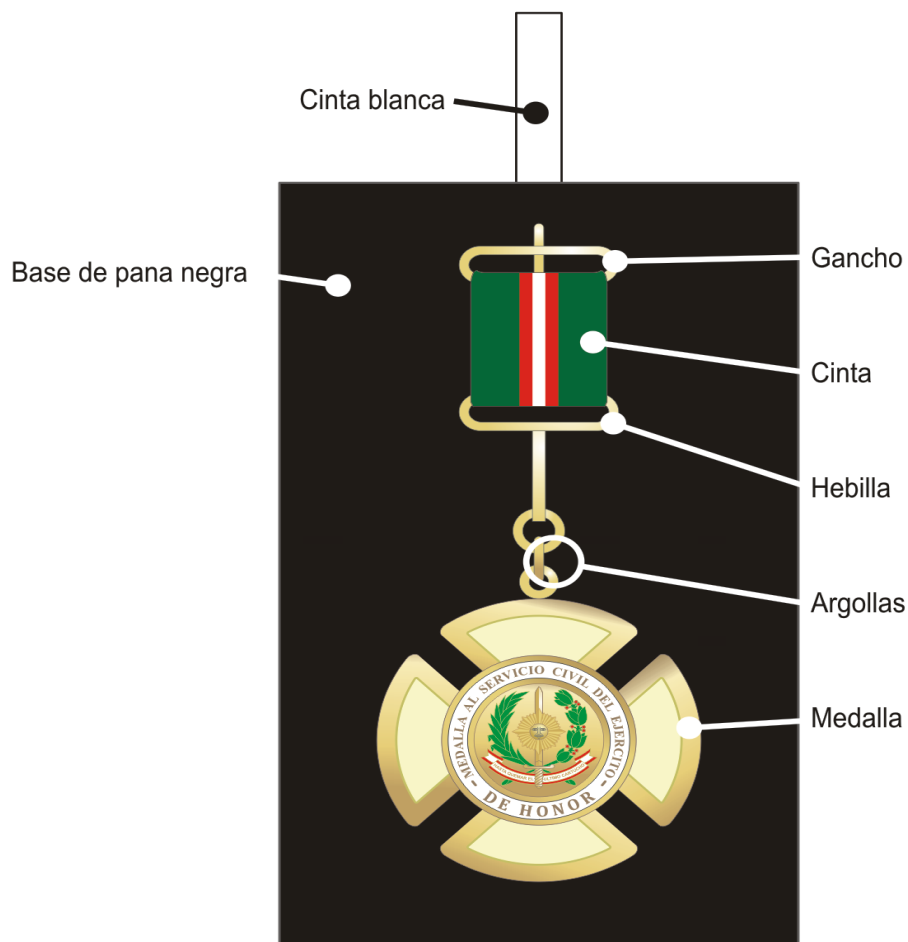 Cinta blanca
Base de pana negra
Gancho
Cinta
Hebilla
Argollas
Medalla
- MEDALLA AL SERVICIO CIVIL DEL EJERCITO -
DE HONOR